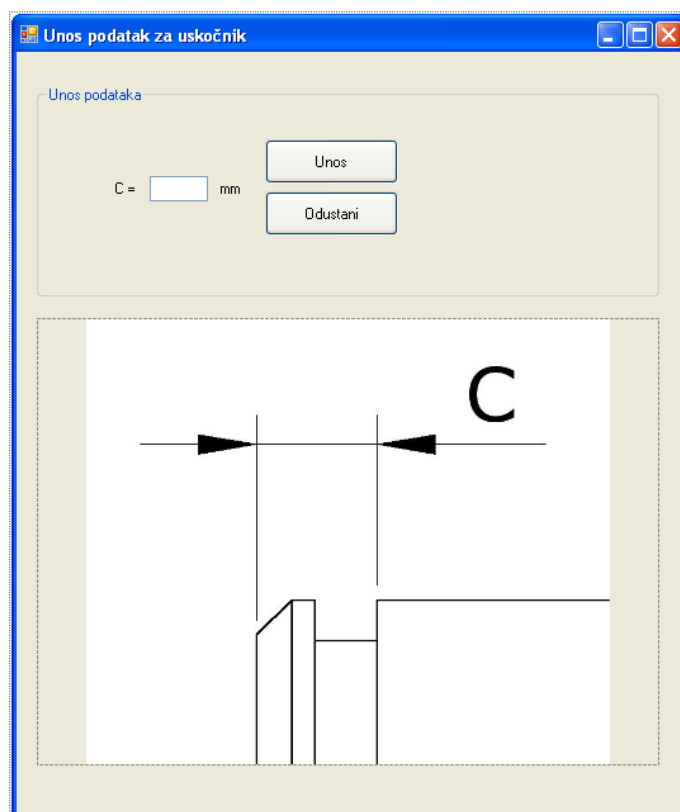 Unos podatak za uskočnik
Unos podataka
C = mm
Unos
Odustani
C